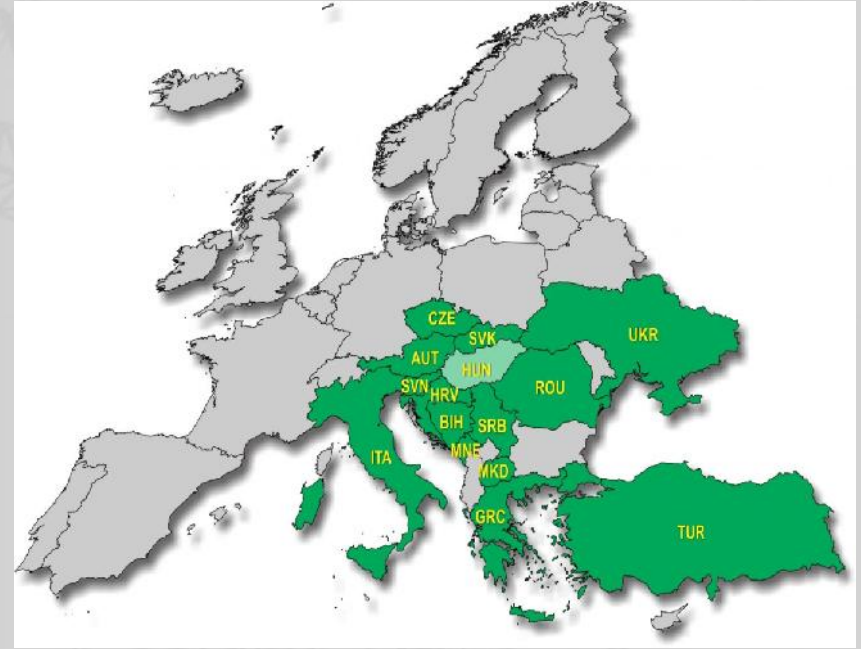 CZE
SVK
UKR
AUT
HUN
SVN
HRV
ROU
BIH
SRB
MNE
ITA
MKD
GRC
TUR